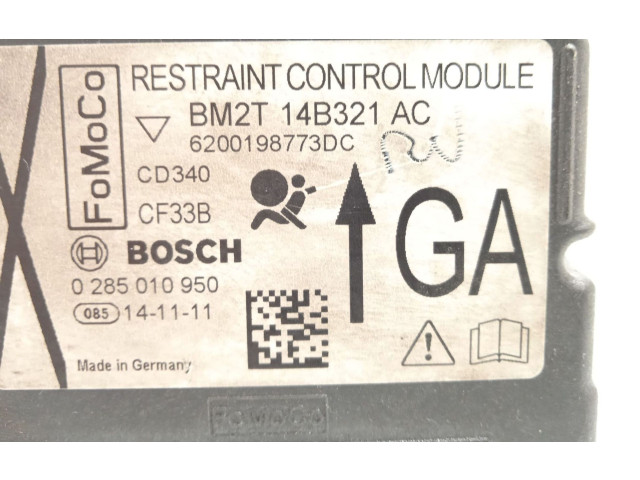 FoMoCo
RESTRAINT CONTROL MODULE
BM2T 14B321 AC
6200198773DC
CD340
CF33B
BOSCH
0 285 010 950
085 14-11-11
GA
Made in Germany
FoMoCo